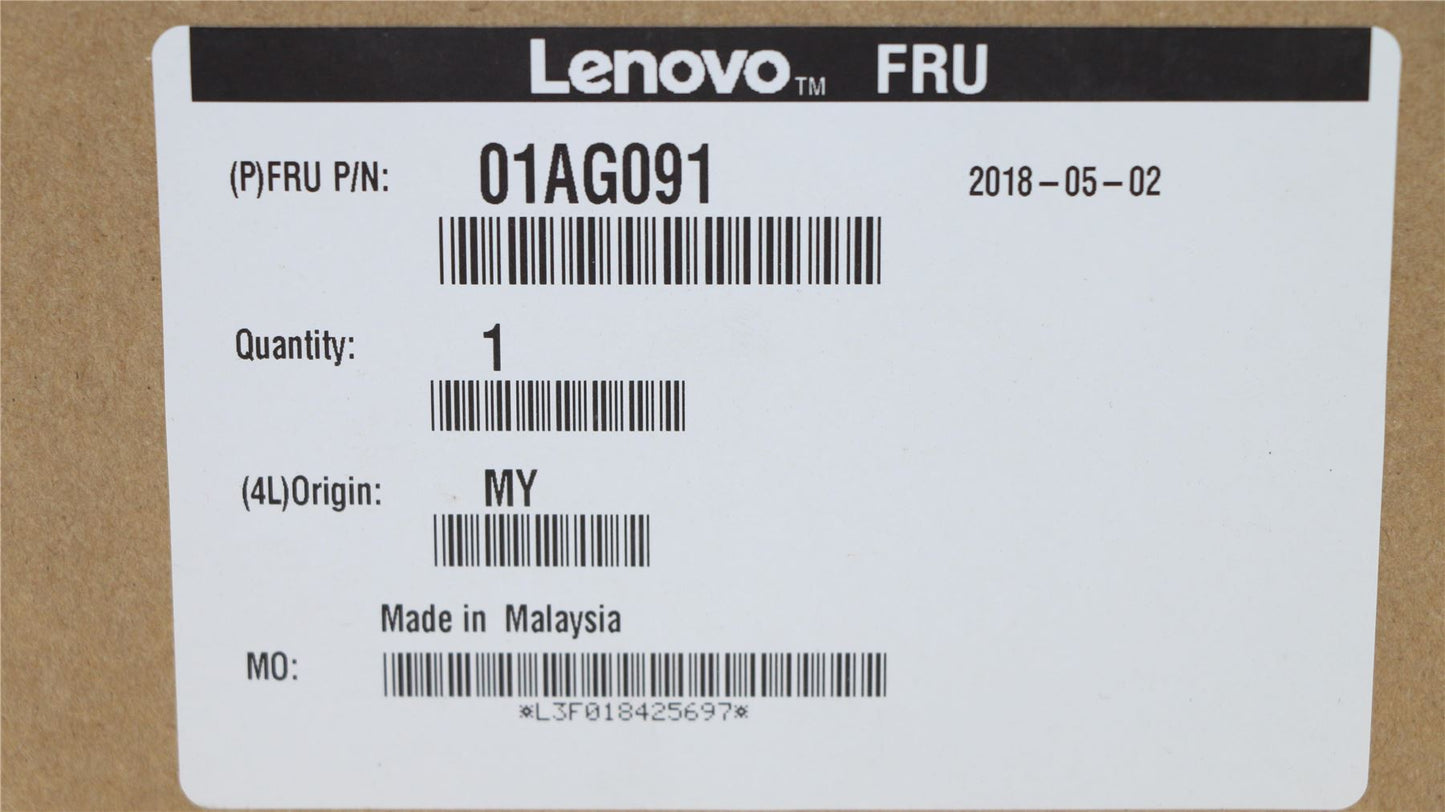 Lenovo™ FRU
(P)FRU P/N: 01AG091 2018-05-02
Quantity: 1
(4L)Origin: MY
Made in Malaysia
MO:
*L3F018425697*